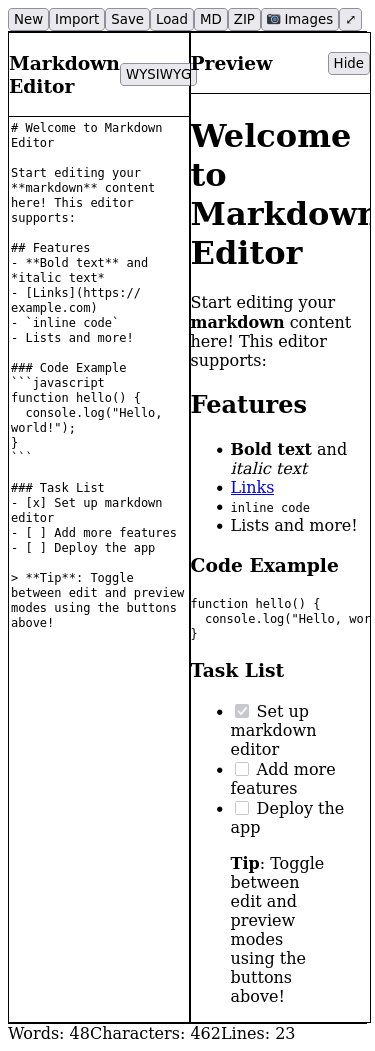 New Import Save Load MD ZIP 📷 Images ⤢
Markdown
Editor
WYSIWYG
# Welcome to Markdown
Editor
Start editing your
**markdown** content
here! This editor
supports:
## Features
- **Bold text** and
*italic text*
- [Links](https://
example.com)
- `inline code`
- Lists and more!
### Code Example
```javascript
function hello() {
  console.log("Hello,
world!");
}
```
### Task List
- [x] Set up markdown
editor
- [ ] Add more features
- [ ] Deploy the app
> **Tip**: Toggle
between edit and preview
modes using the buttons
above!
Preview
Hide
Welcome
to
Markdown
Editor
Start editing your
markdown content
here! This editor
supports:
Features
• Bold text and
italic text
• Links
• inline code
• Lists and more!
Code Example
function hello() {
  console.log("Hello, wor
}
Task List
• Set up
markdown
editor
• Add more
features
• Deploy the
app
Tip: Toggle
between
edit and
preview
modes
using the
buttons
above!
Words: 48Characters: 462Lines: 23